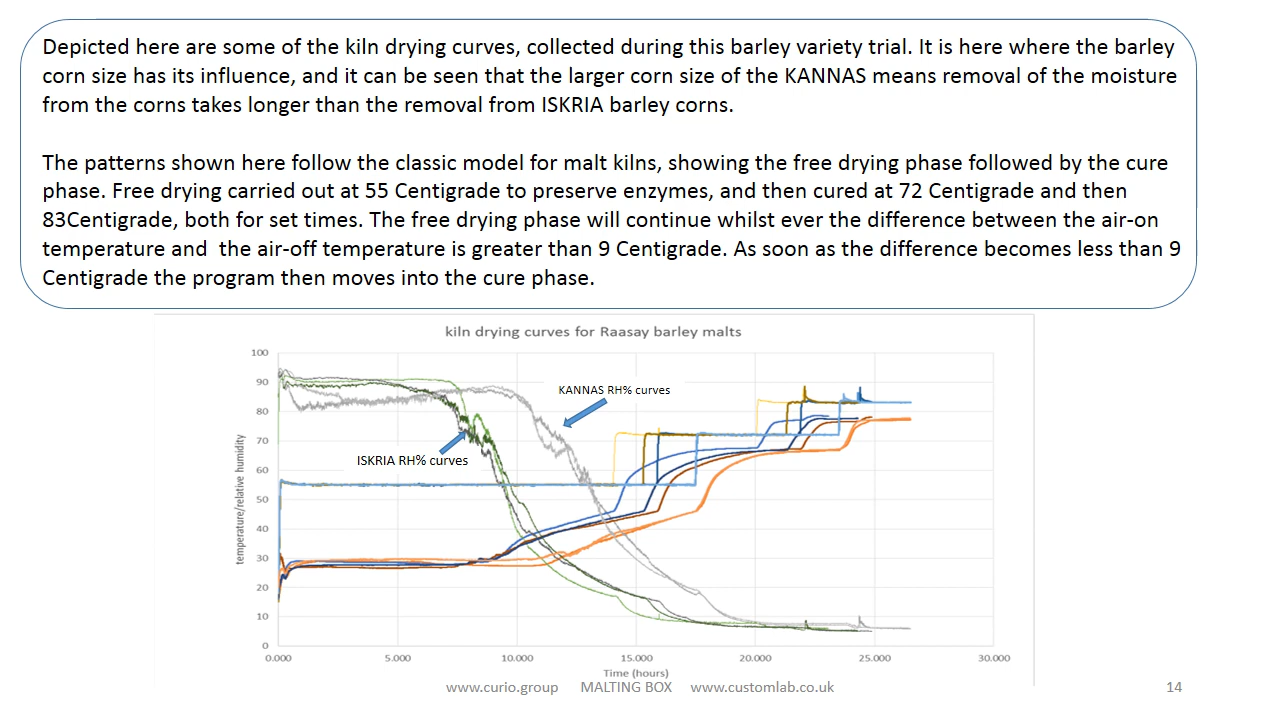 Depicted here are some of the kiln drying curves, collected during this barley variety trial. It is here where the barley
corn size has its influence, and it can be seen that the larger corn size of the KANNAS means removal of the moisture
from the corns takes longer than the removal from ISKRIA barley corns.
The patterns shown here follow the classic model for malt kilns, showing the free drying phase followed by the cure
phase. Free drying carried out at 55 Centigrade to preserve enzymes, and then cured at 72 Centigrade and then
83Centigrade, both for set times. The free drying phase will continue whilst ever the difference between the air-on
temperature and  the air-off temperature is greater than 9 Centigrade. As soon as the difference becomes less than 9
Centigrade the program then moves into the cure phase.
kiln drying curves for Raasay barley malts
temperature/relative humidity
100
90
80
70
60
50
40
30
20
10
0
KANNAS RH% curves
ISKRIA RH% curves
0.000 5.000 10.000 15.000 20.000 25.000 30.000
Time (hours)
www.curio.group MALTING BOX www.customlab.co.uk
14